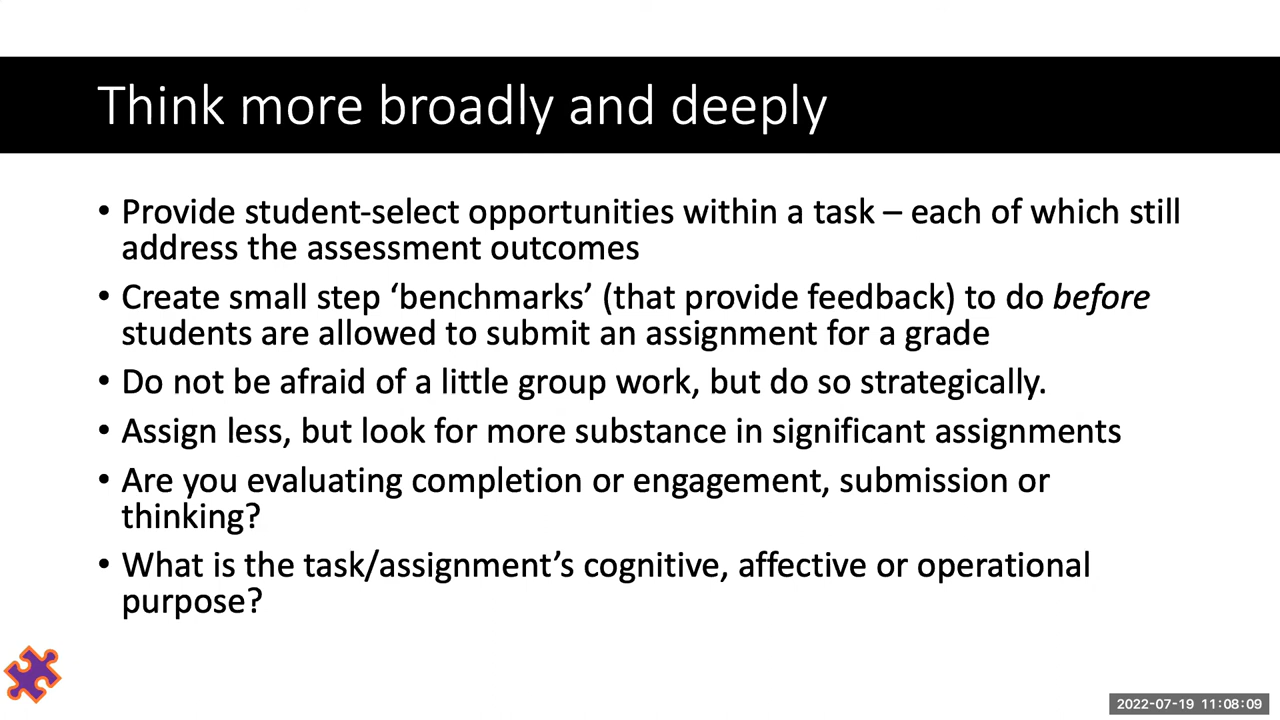 Think more broadly and deeply
• Provide student-select opportunities within a task – each of which still
address the assessment outcomes
• Create small step ‘benchmarks’ (that provide feedback) to do before
students are allowed to submit an assignment for a grade
• Do not be afraid of a little group work, but do so strategically.
• Assign less, but look for more substance in significant assignments
• Are you evaluating completion or engagement, submission or
thinking?
• What is the task/assignment’s cognitive, affective or operational
purpose?
2022-07-19 11:08:09